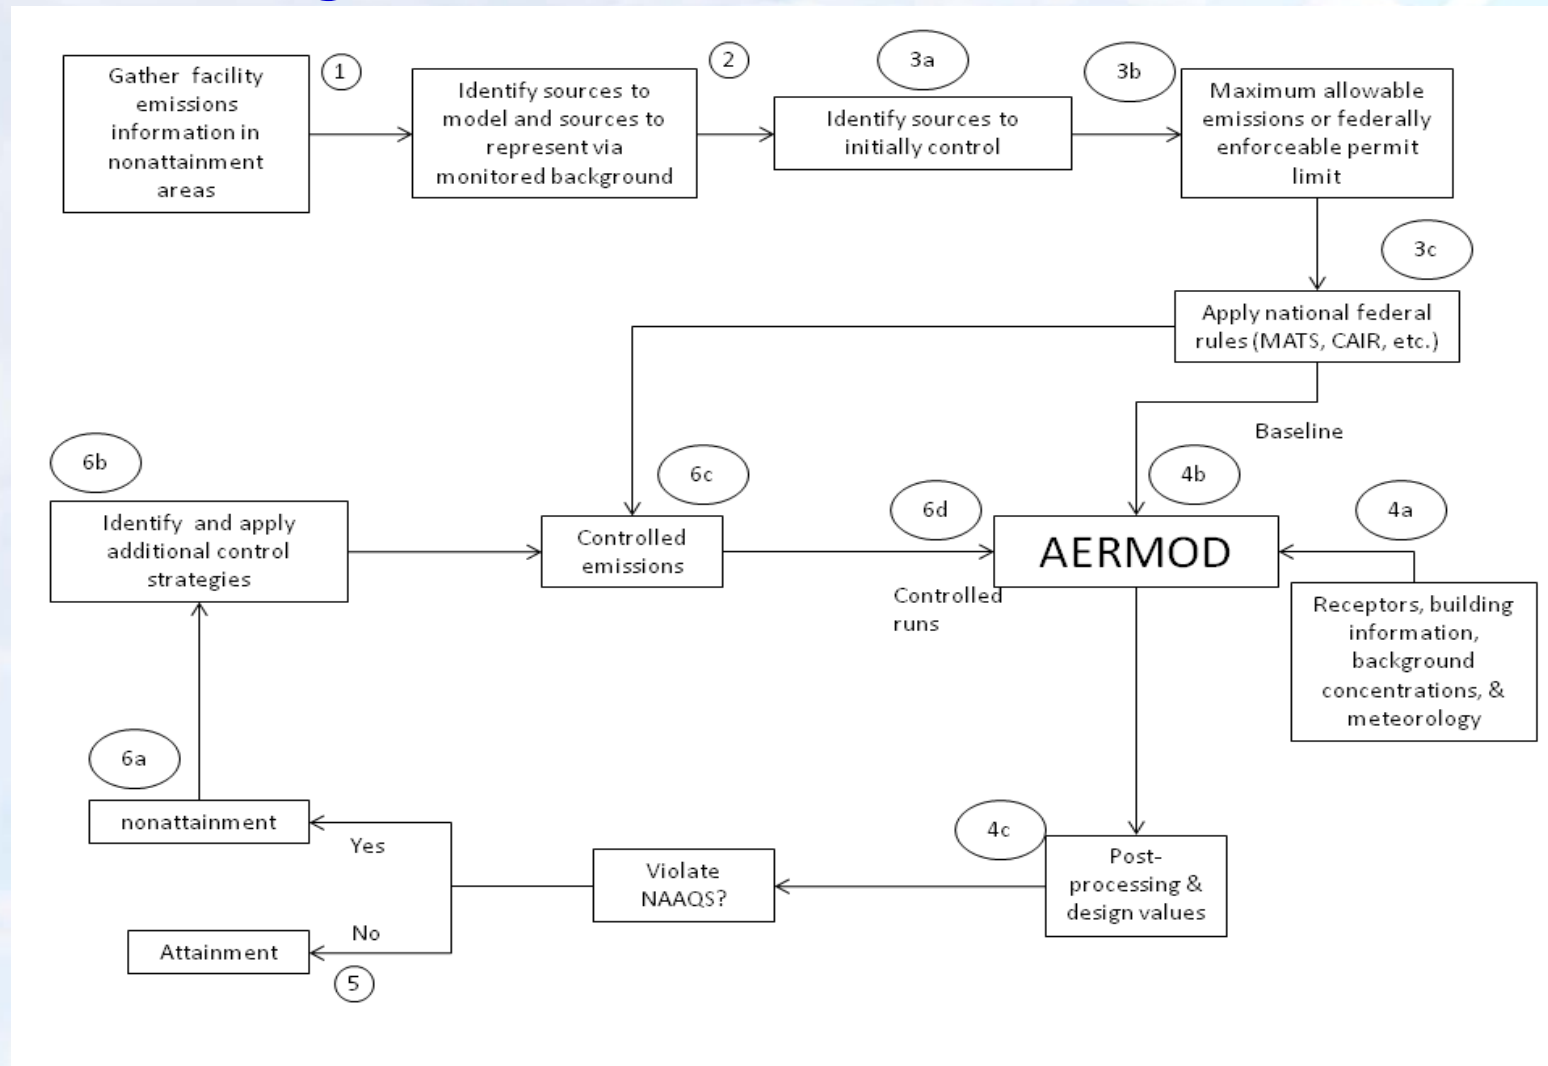 Gather facility
emissions
information in
nonattainment
areas
1
Identify sources to
model and sources to
represent via
monitored background
2
3a
Identify sources to
initially control
3b
Maximum allowable
emissions or federally
enforceable permit
limit
3c
Apply national federal
rules (MATS, CAIR, etc.)
Baseline
6b
Identify and apply
additional control
strategies
6c
Controlled
emissions
6d
Controlled
runs
4b
AERMOD
4a
Receptors, building
information,
background
concentrations, &
meteorology
6a
nonattainment
Yes
Attainment
No
5
Violate
NAAQS?
4c
Post-
processing &
design values